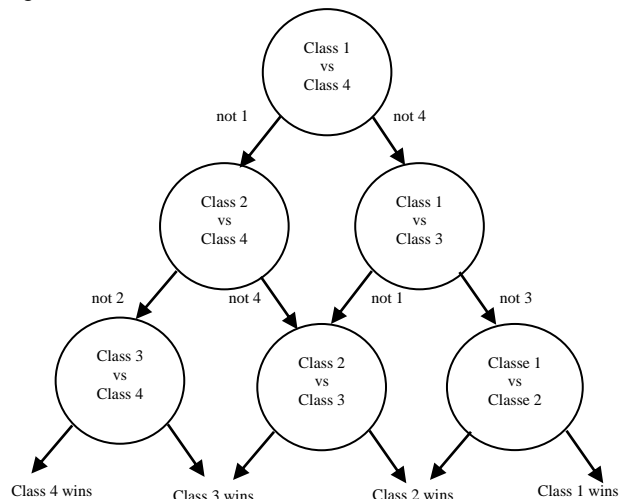 Class 1
vs
Class 4
not 1
not 4
Class 2
vs
Class 4
Class 1
vs
Class 3
not 2
not 4
not 1
not 3
Class 3
vs
Class 4
Class 2
vs
Class 3
Classe 1
vs
Classe 2
Class 4 wins
Class 3 wins
Class 2 wins
Class 1 wins